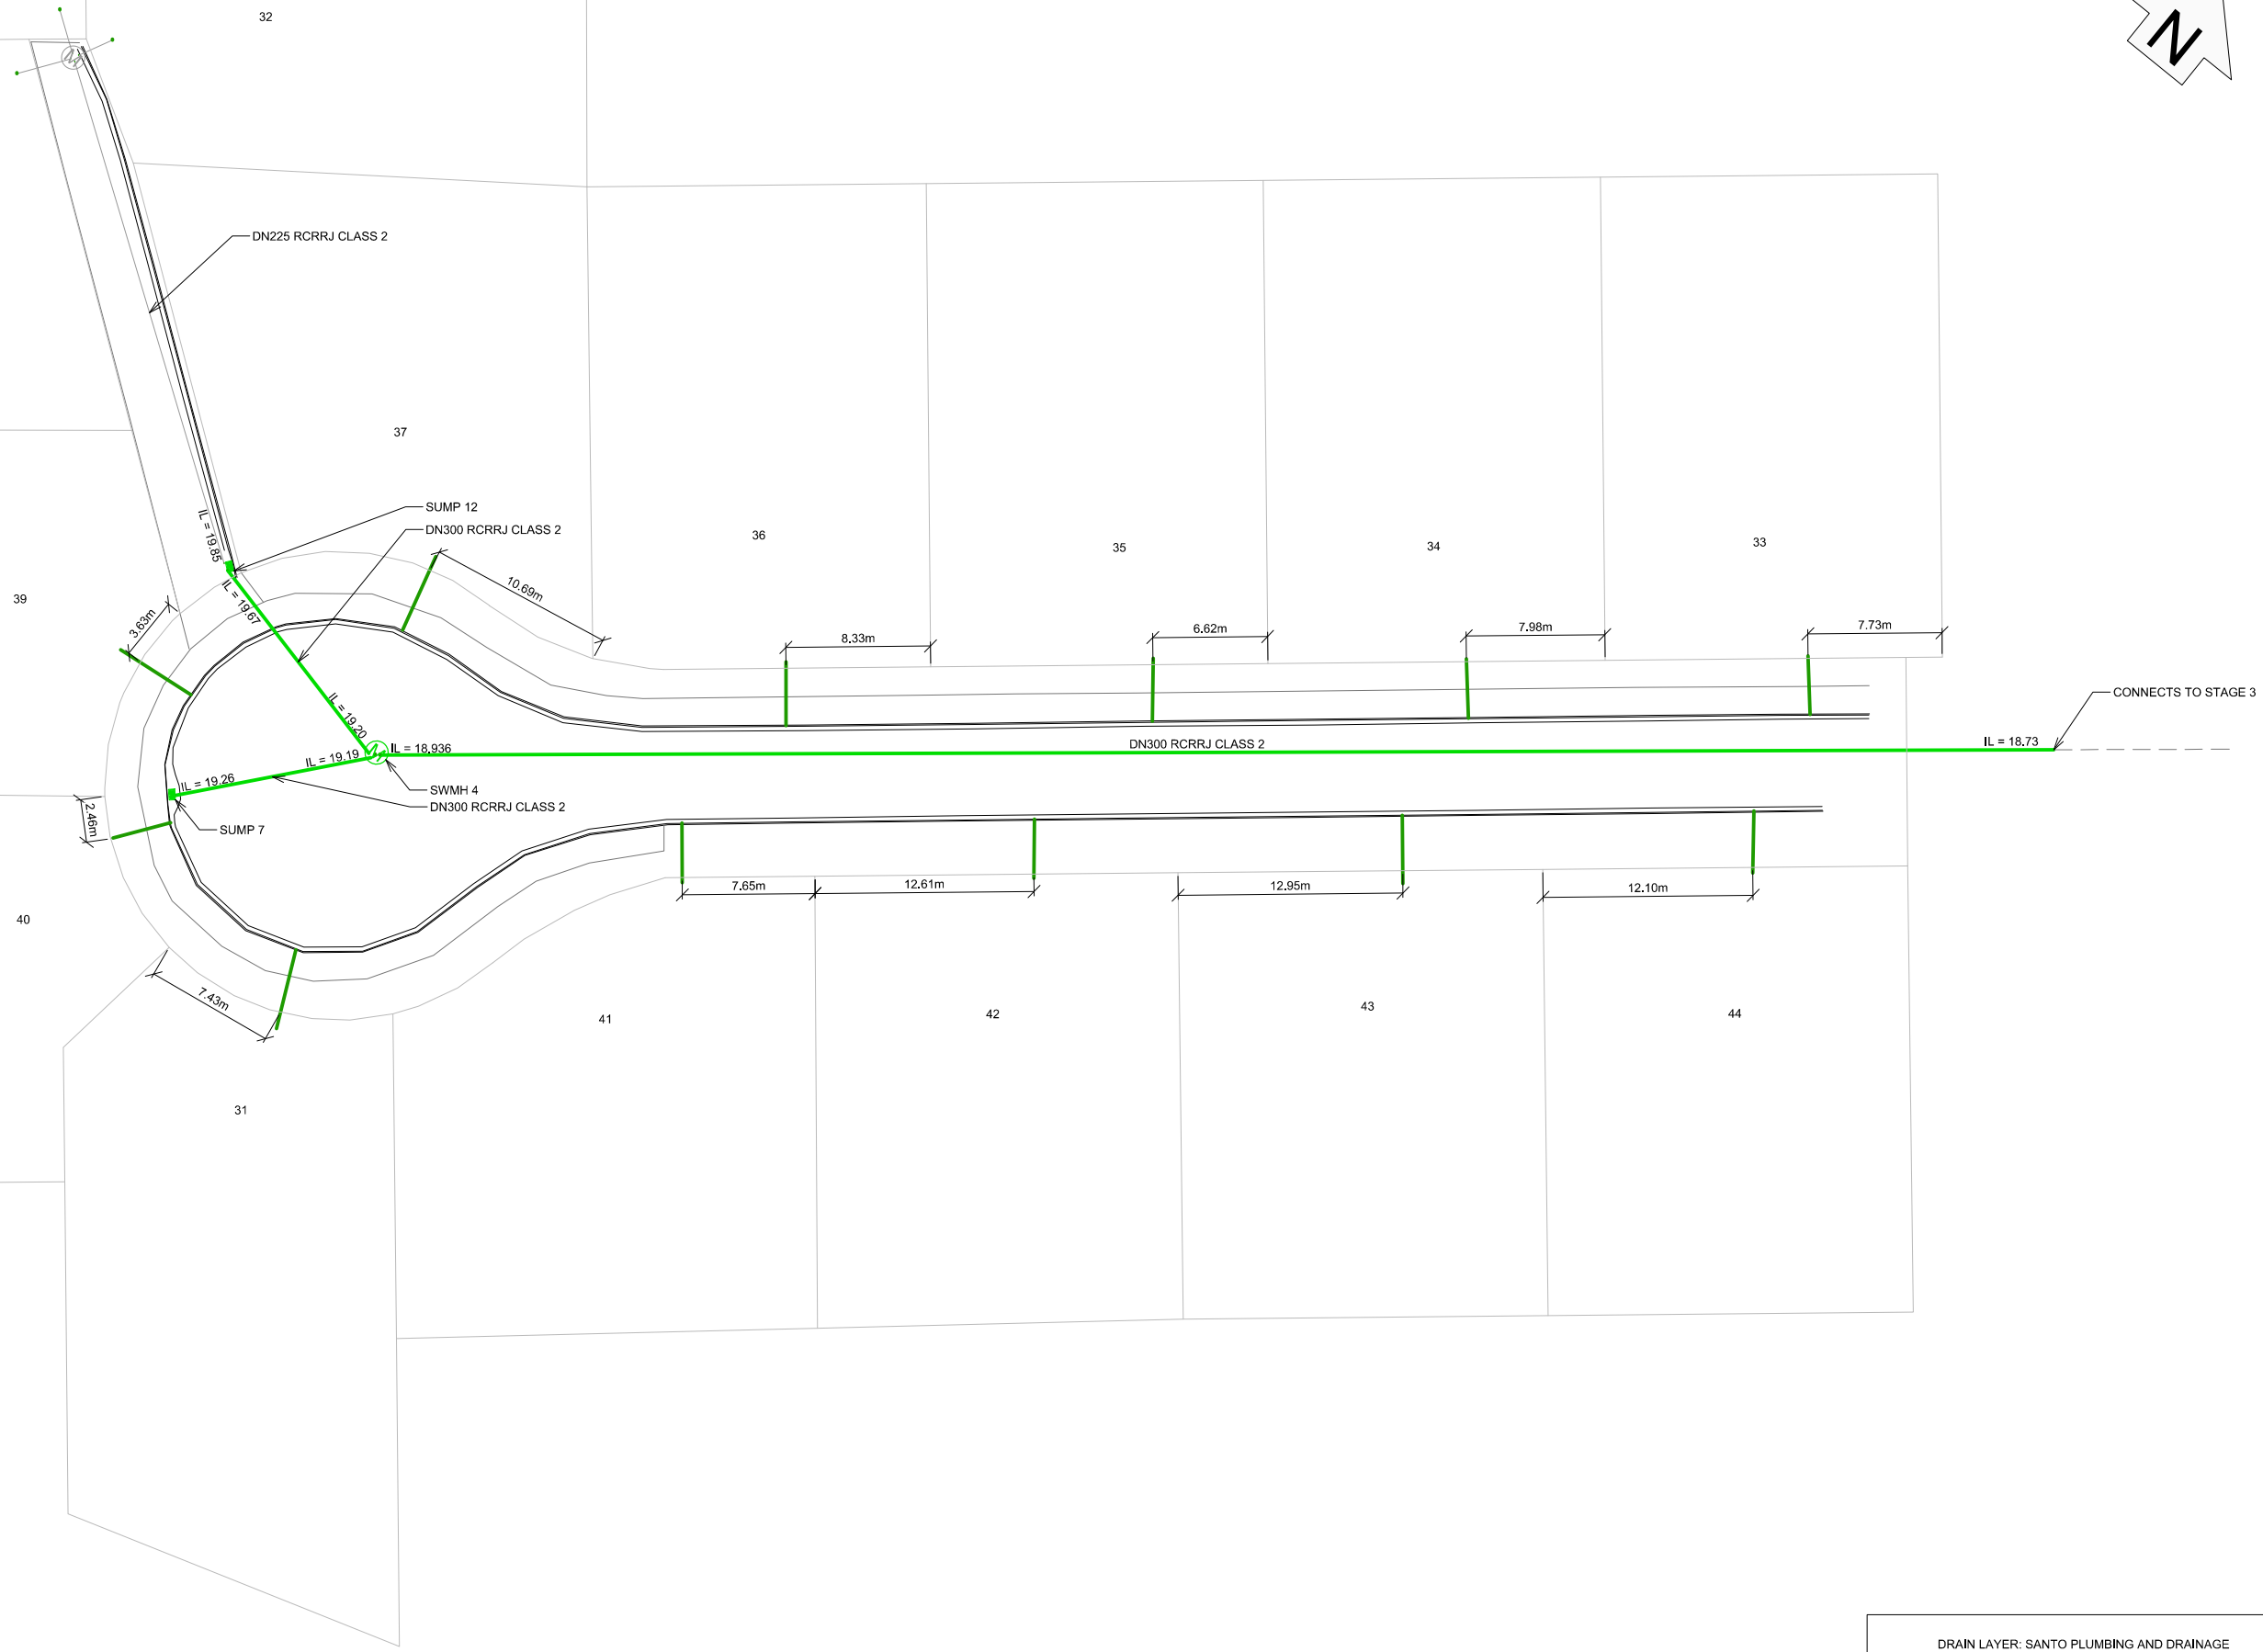 32
N
DN225 RCRRJ CLASS 2
37
SUMP 12
DN300 RCRRJ CLASS 2
IL = 19.85
IL = 19.67
10.69m
36
35
34
33
39
3.63m
8.33m
6.62m
7.98m
7.73m
CONNECTS TO STAGE 3
IL = 19.20
IL = 18.936
DN300 RCRRJ CLASS 2
IL = 18.73
IL = 19.19
IL = 19.26
SWMH 4
DN300 RCRRJ CLASS 2
2.46m
SUMP 7
7.65m
12.61m
12.95m
12.10m
40
7.43m
41
42
43
44
31
DRAIN LAYER: SANTO PLUMBING AND DRAINAGE